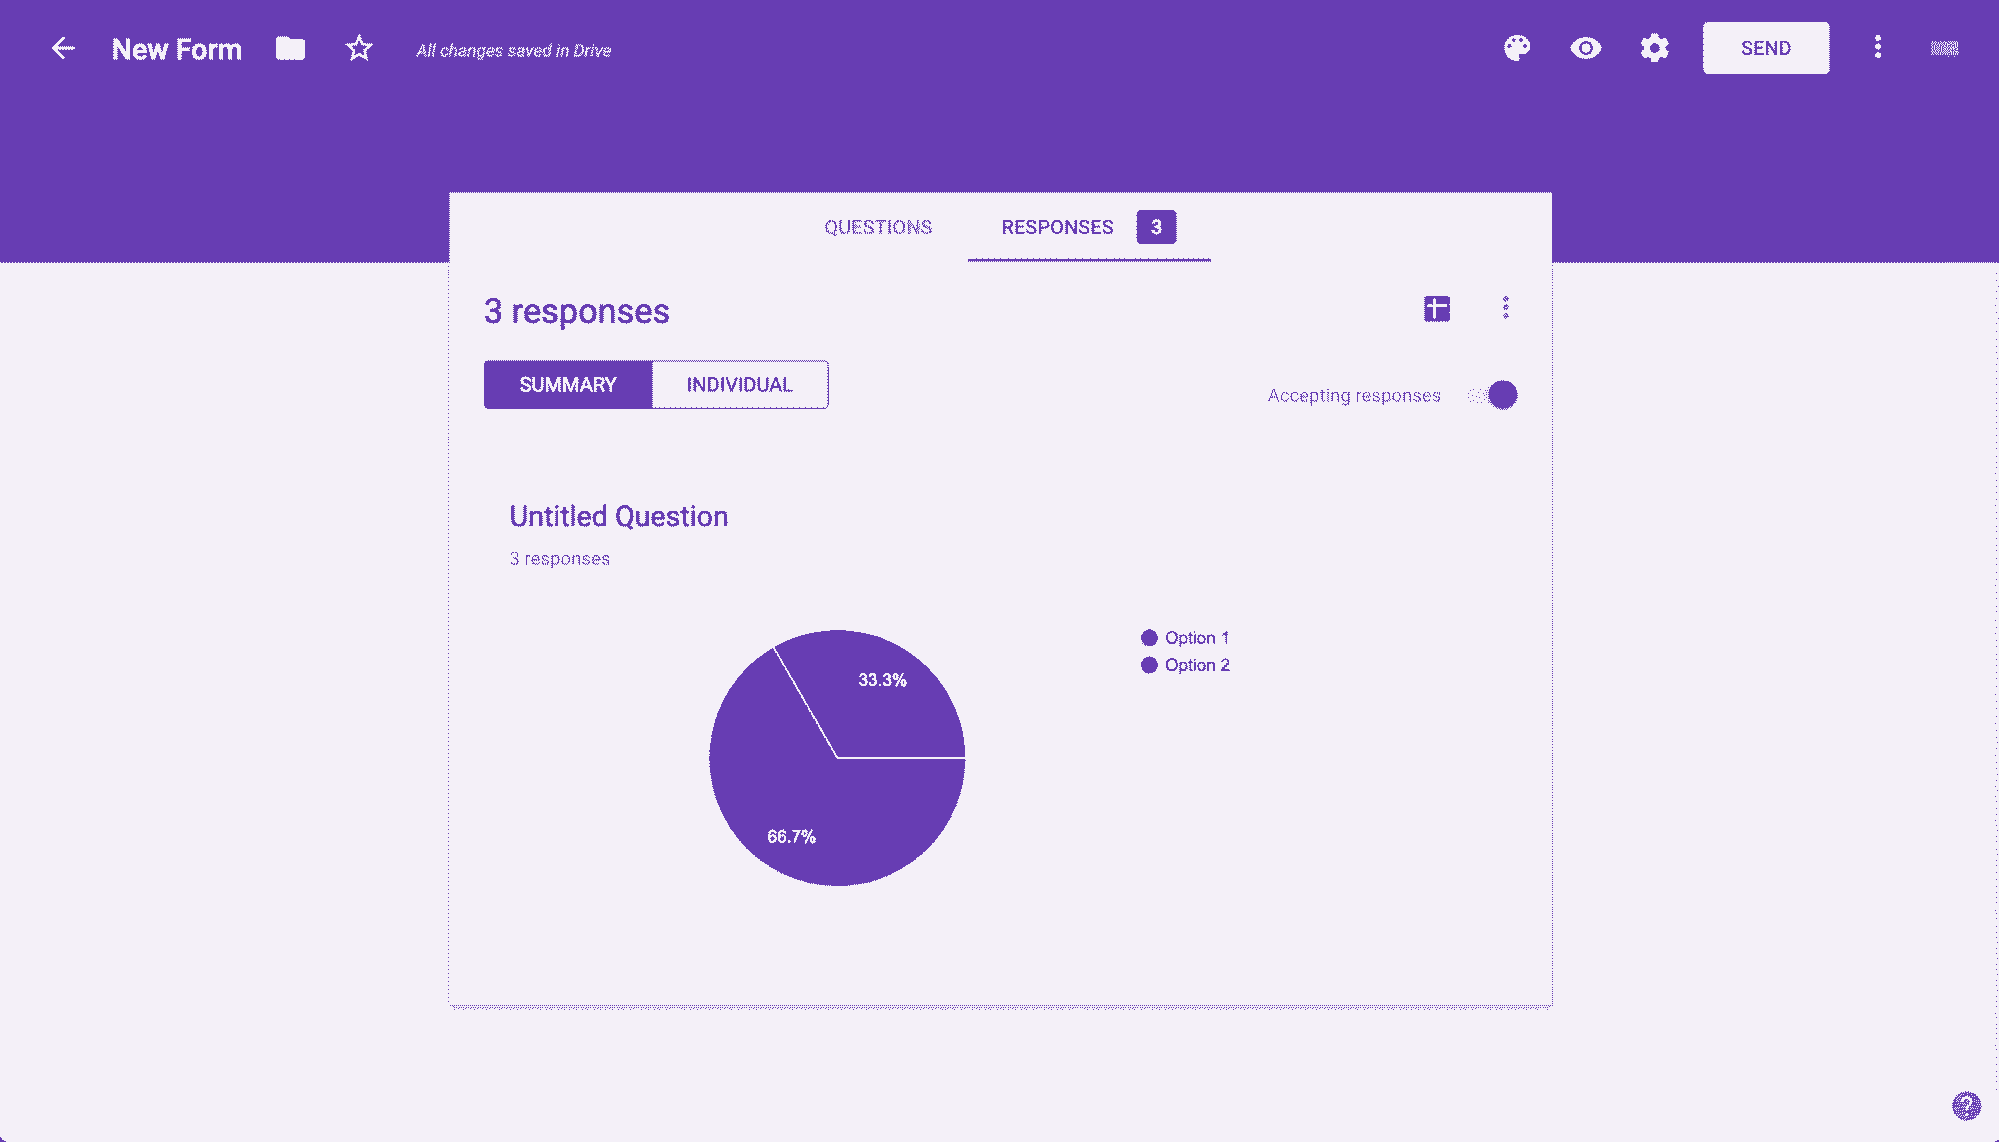 New Form
All changes saved in Drive
SEND
QUESTIONS
RESPONSES 3
3 responses
SUMMARY
INDIVIDUAL
Accepting responses
Untitled Question
3 responses
33.3%
66.7%
Option 1
Option 2
?